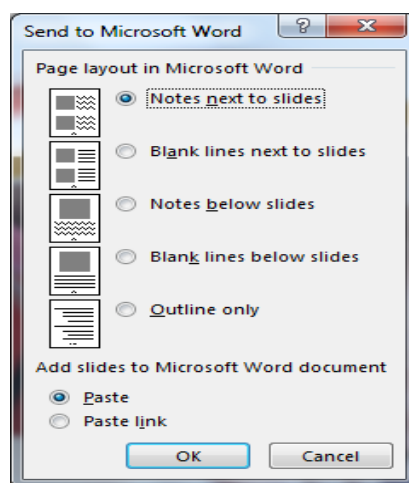 Send to Microsoft Word
Page layout in Microsoft Word
Notes next to slides
Blank lines next to slides
Notes below slides
Blank lines below slides
Outline only
Add slides to Microsoft Word document
Paste
Paste link
OK Cancel